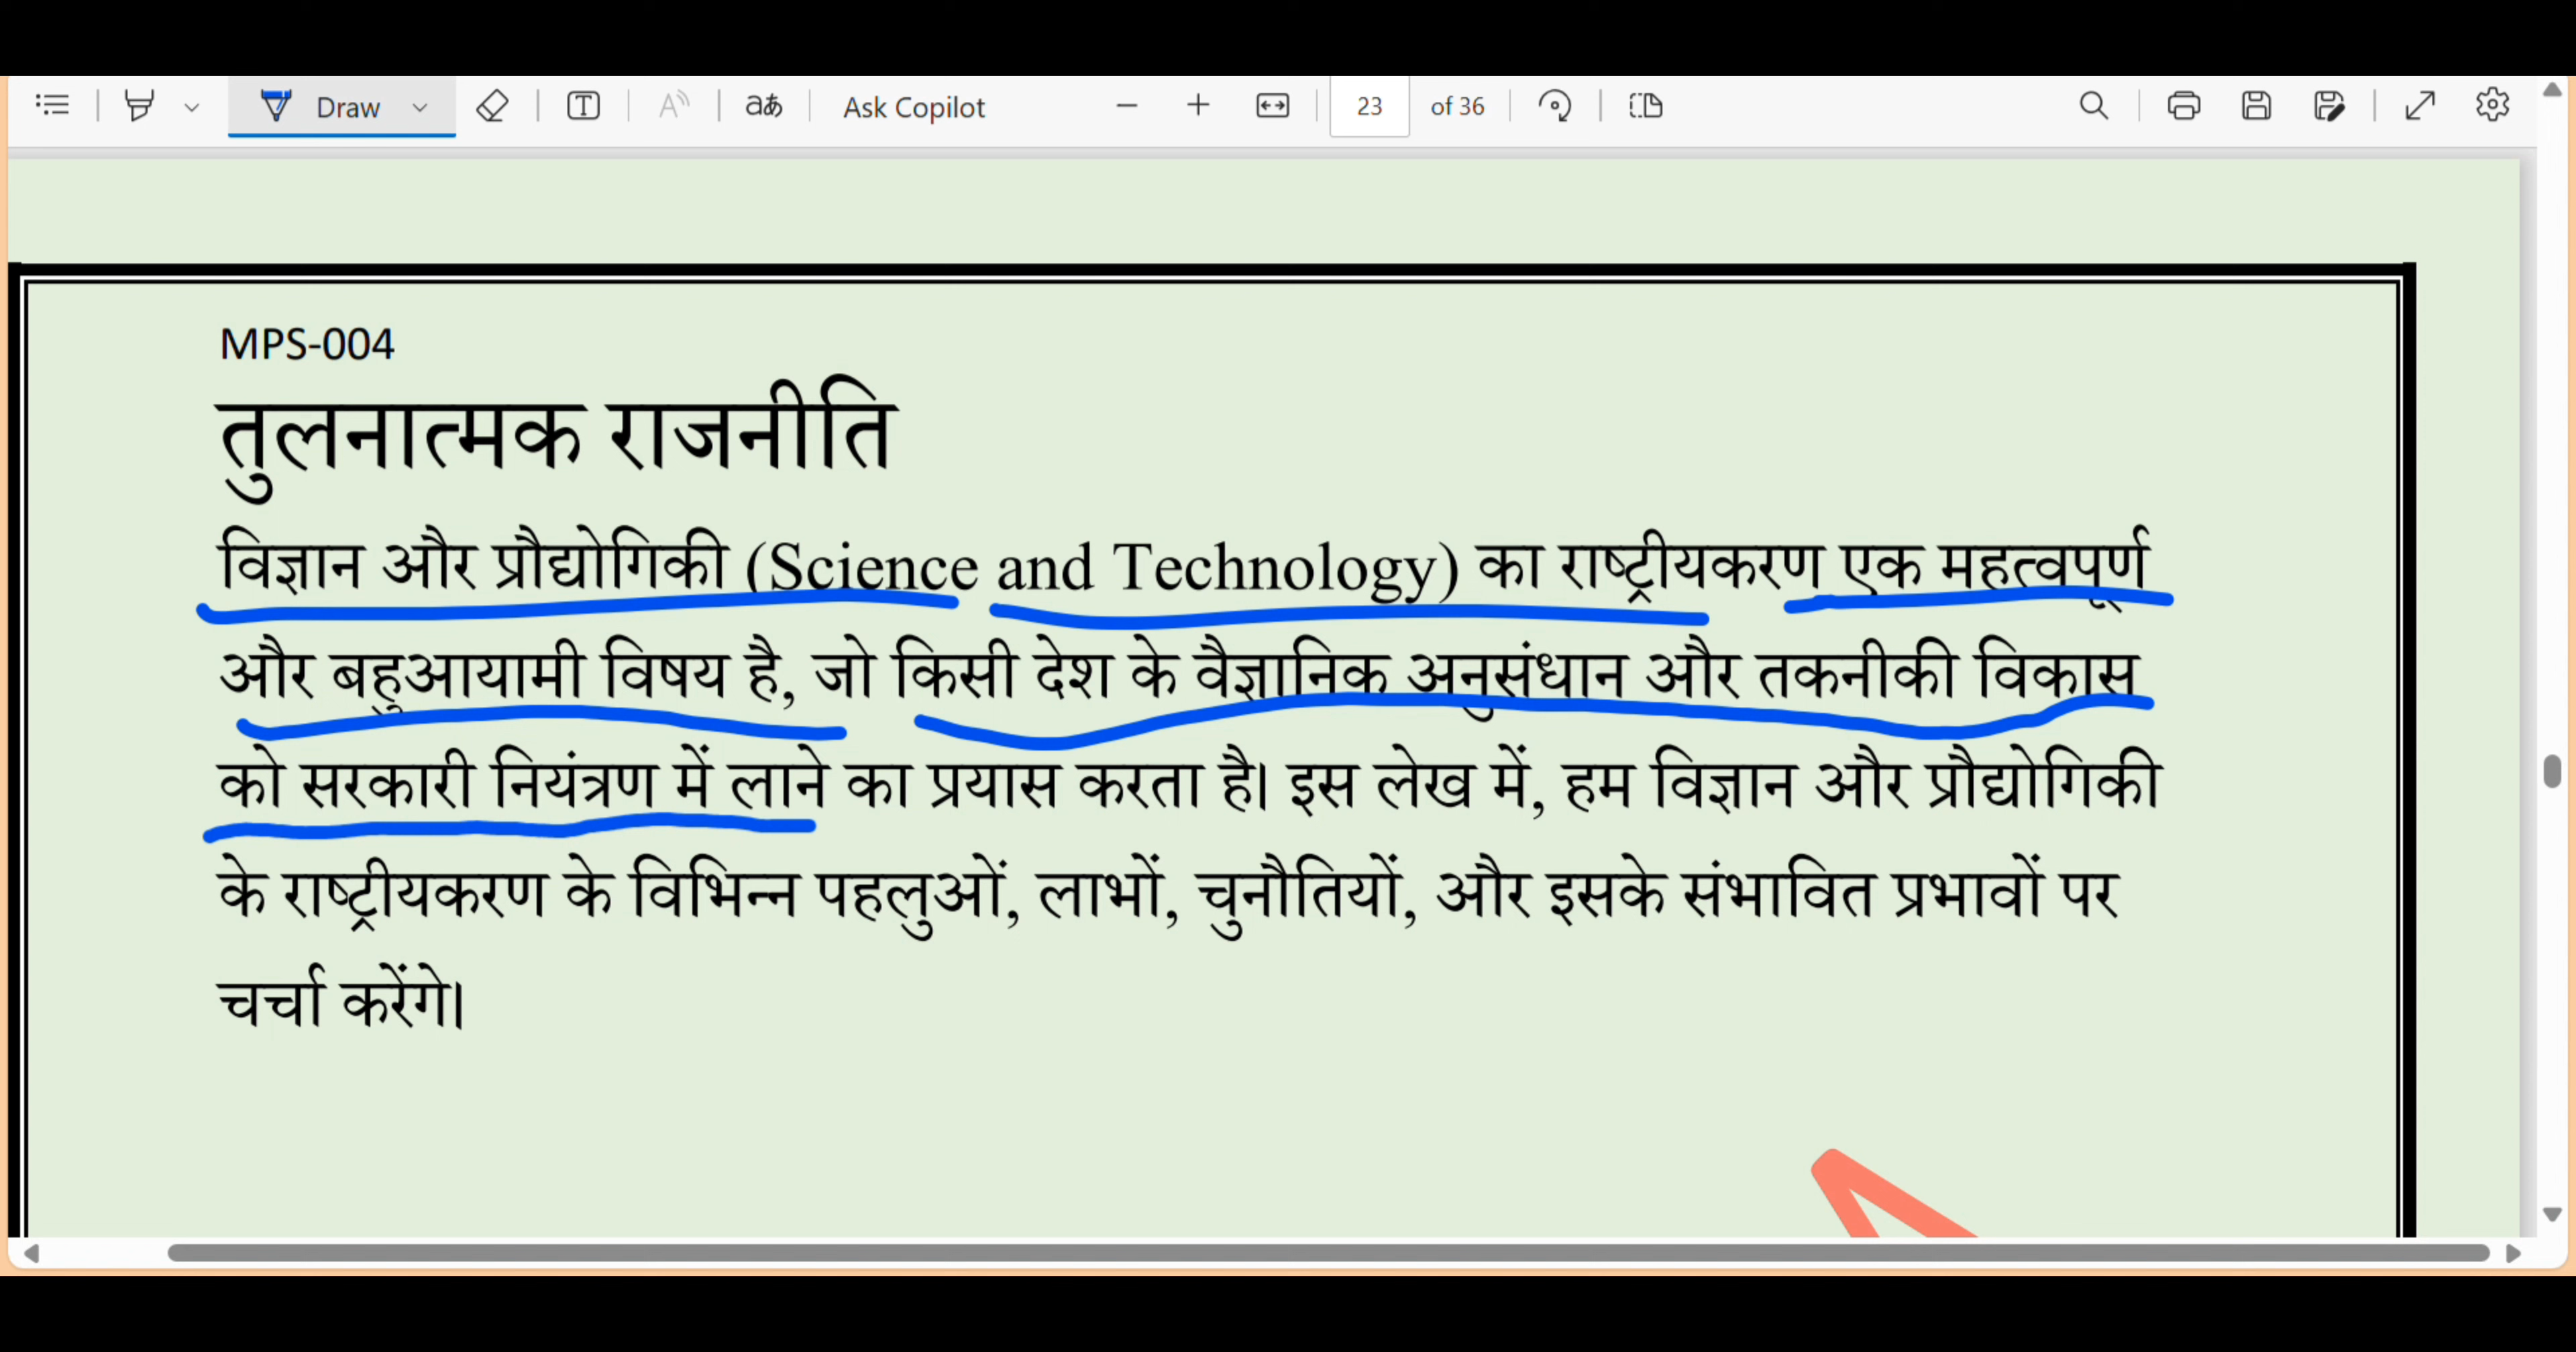 Draw
aあ
Ask Copilot
23
of 36
MPS-004
तुलनात्मक राजनीति
विज्ञान और प्रौद्योगिकी (Science and Technology) का राष्ट्रीयकरण एक महत्वपूर्ण
और बहुआयामी विषय है, जो किसी देश के वैज्ञानिक अनुसंधान और तकनीकी विकास
को सरकारी नियंत्रण में लाने का प्रयास करता है। इस लेख में, हम विज्ञान और प्रौद्योगिकी
के राष्ट्रीयकरण के विभिन्न पहलुओं, लाभों, चुनौतियों, और इसके संभावित प्रभावों पर
चर्चा करेंगे।